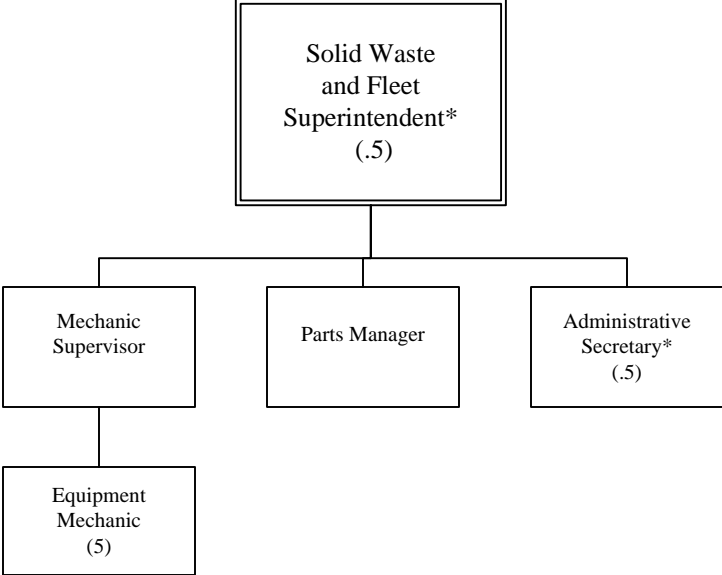 Solid Waste
and Fleet
Superintendent*
(.5)
Mechanic
Supervisor
Parts Manager
Administrative
Secretary*
(.5)
Equipment
Mechanic
(5)